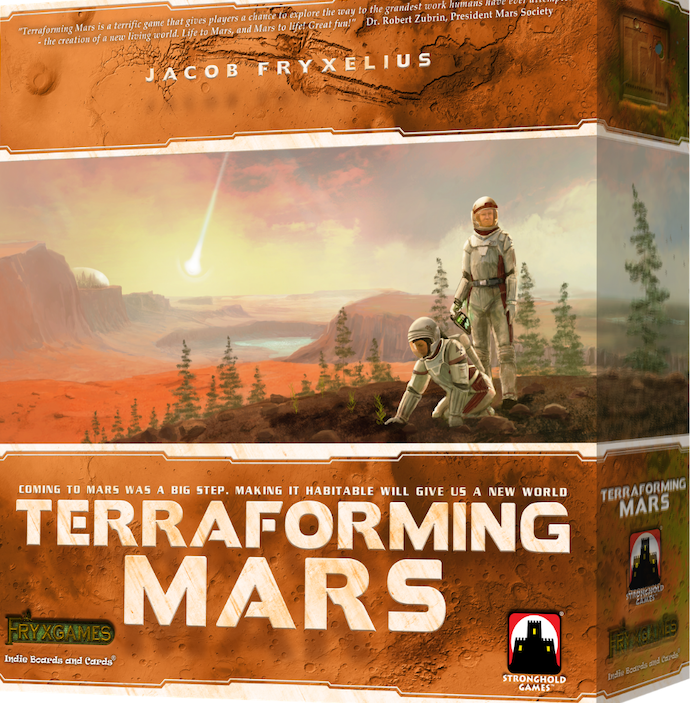 "Terraforming Mars is a terrific game that gives players a chance to explore the way to the grandest work humans have ever
- the creation of a new living world. Life to Mars, and Mars to life! Great fun!" Dr. Robert Zubrin, President Mars Society
JACOB FRYXELIUS
COMING TO MARS WAS A BIG STEP. MAKING IT HABITABLE WILL GIVE US A NEW WORLD
TERRAFORMING
MARS
FRYXGAMES
Indie Boards and Cards®
STRONGHOLD
GAMES™
TERRAFORMING
MARS
STRONGHOLD
GAMES
FRYXGAMES
Indie Boards and Cards®